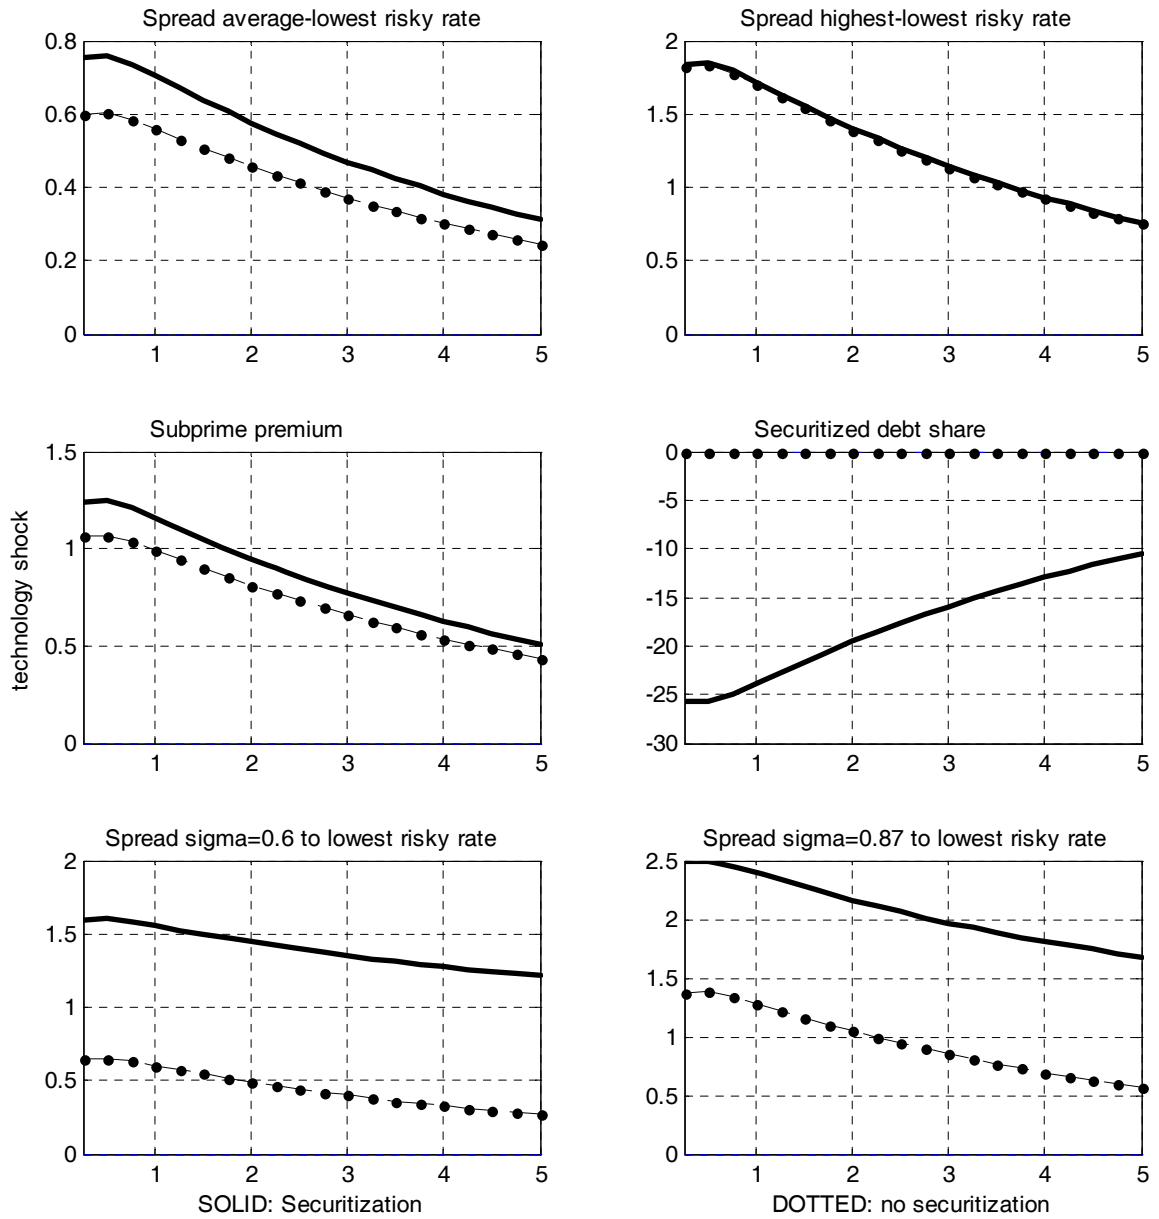 Spread average-lowest risky rate
0.8
0.6
0.4
0.2
0
1 2 3 4 5
Spread highest-lowest risky rate
2
1.5
1
0.5
0
1 2 3 4 5
technology shock
Subprime premium
1.5
1
0.5
0
1 2 3 4 5
Securitized debt share
0
-5
-10
-15
-20
-25
-30
1 2 3 4 5
Spread sigma=0.6 to lowest risky rate
2
1.5
1
0.5
0
1 2 3 4 5
SOLID: Securitization
Spread sigma=0.87 to lowest risky rate
2.5
2
1.5
1
0.5
0
1 2 3 4 5
DOTTED: no securitization